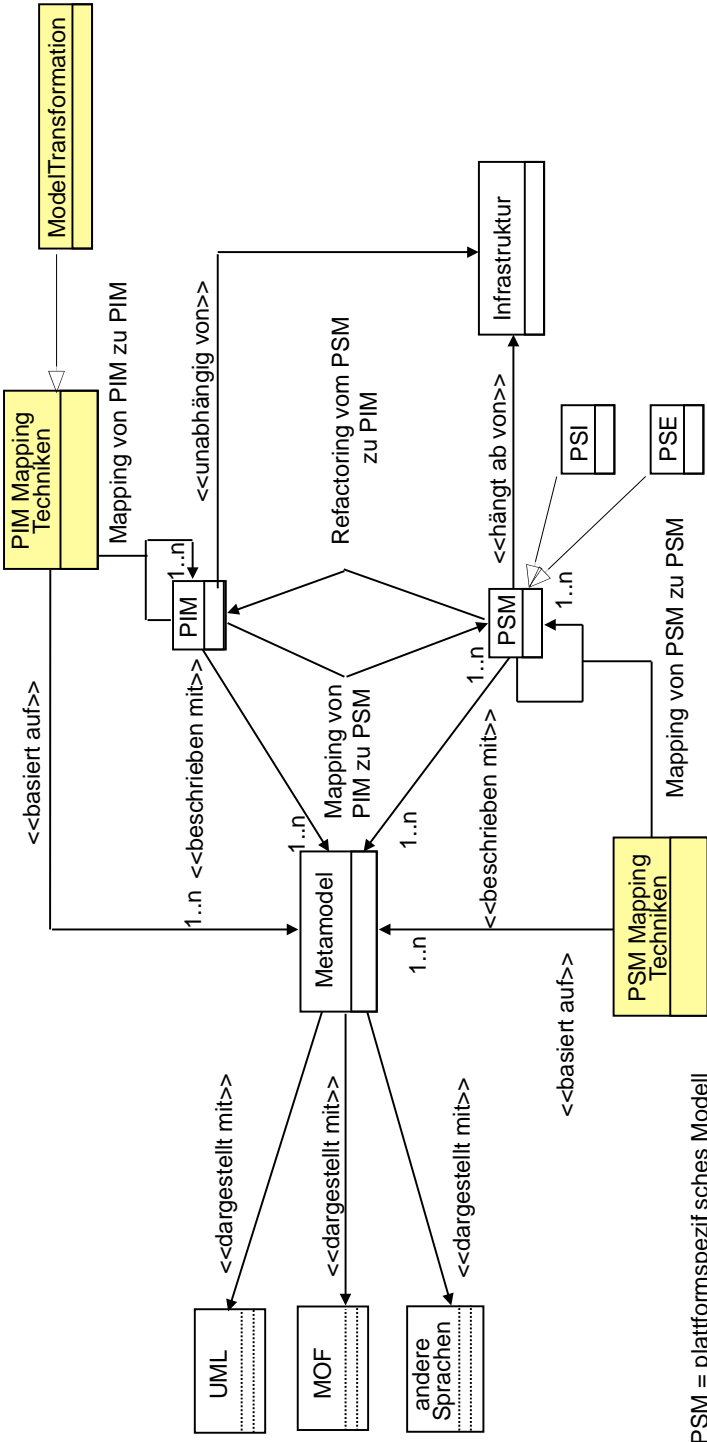 ModelTransformation
PIM Mapping
Techniken
<<basiert auf>>
Mapping von PIM zu PIM
1..n
<<unabhängig von>>
PIM
1..n
<<beschrieben mit>>
1..n
UML
<<dargestellt mit>>
Metamodel
Mapping von
PIM zu PSM
Refactoring vom PSM
zu PIM
MOF
<<dargestellt mit>>
1..n
1..n
<<beschrieben mit>>
1..n
PSM
<<hängt ab von>>
Infrastruktur
andere
Sprachen
<<dargestellt mit>>
1..n
PSI
<<basiert auf>>
PSE
PSM Mapping
Techniken
Mapping von PSM zu PSM
PSM = plattformspezif sches Modell